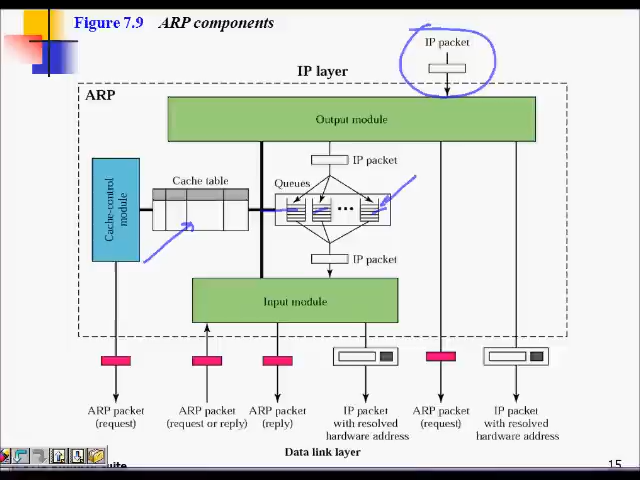 Figure 7.9 ARP components
IP packet
IP layer
ARP
Output module
IP packet
Cache table
Queues
Cache-control
module
IP packet
Input module
ARP packet
(request)
ARP packet
(request or reply)
ARP packet
(reply)
IP packet
with resolved
hardware address
ARP packet
(request)
IP packet
with resolved
hardware address
Data link layer
15